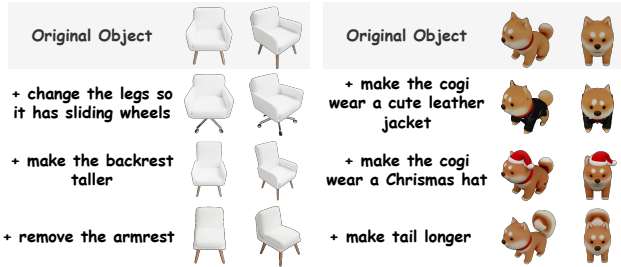 Original Object
+ change the legs so
it has sliding wheels
+ make the backrest
taller
+ remove the armrest
Original Object
+ make the cogi
wear a cute leather
jacket
+ make the cogi
wear a Chrismas hat
+ make tail longer